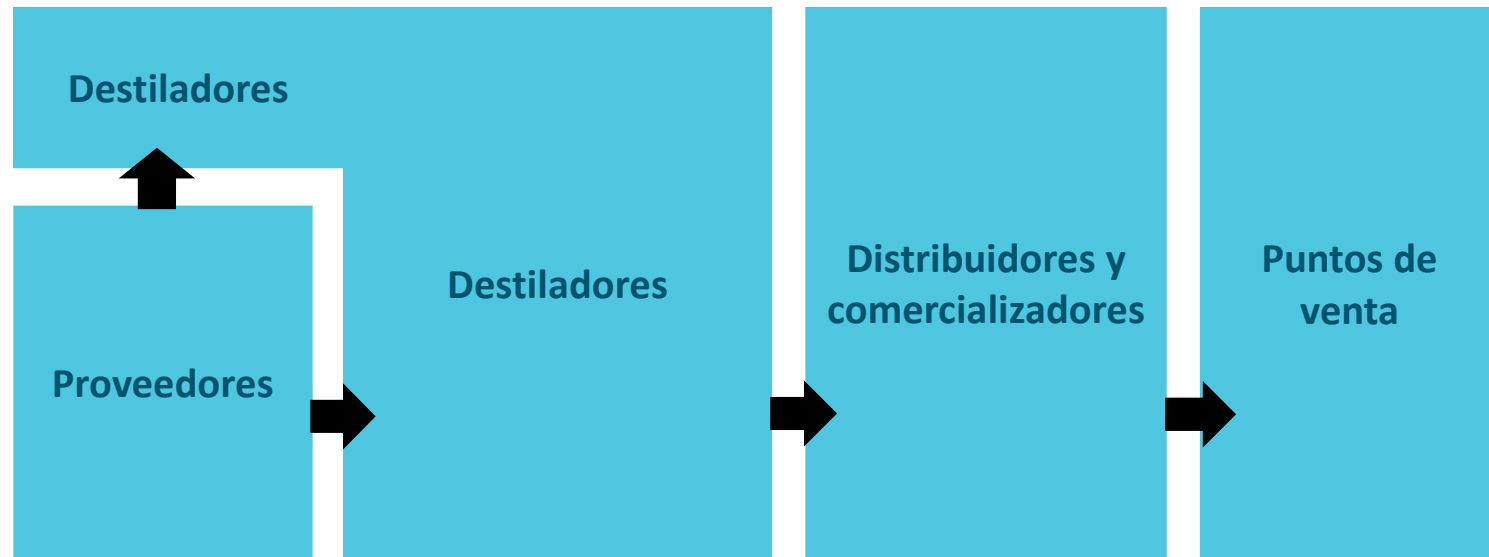 Destiladores
Proveedores
Destiladores
Distribuidores y
comercializadores
Puntos de
venta